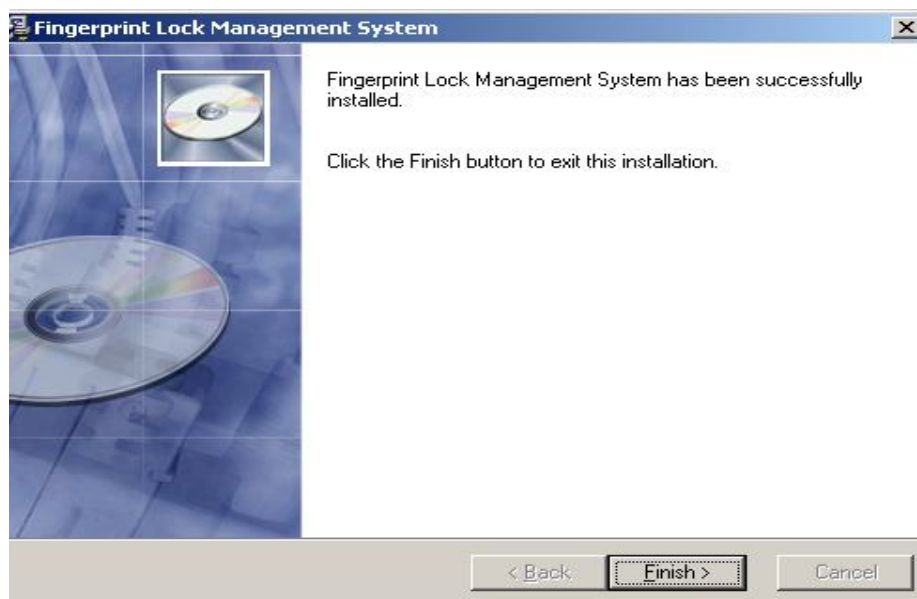 Fingerprint Lock Management System
Fingerprint Lock Management System has been successfully
installed.
Click the Finish button to exit this installation.
< Back
Finish >
Cancel